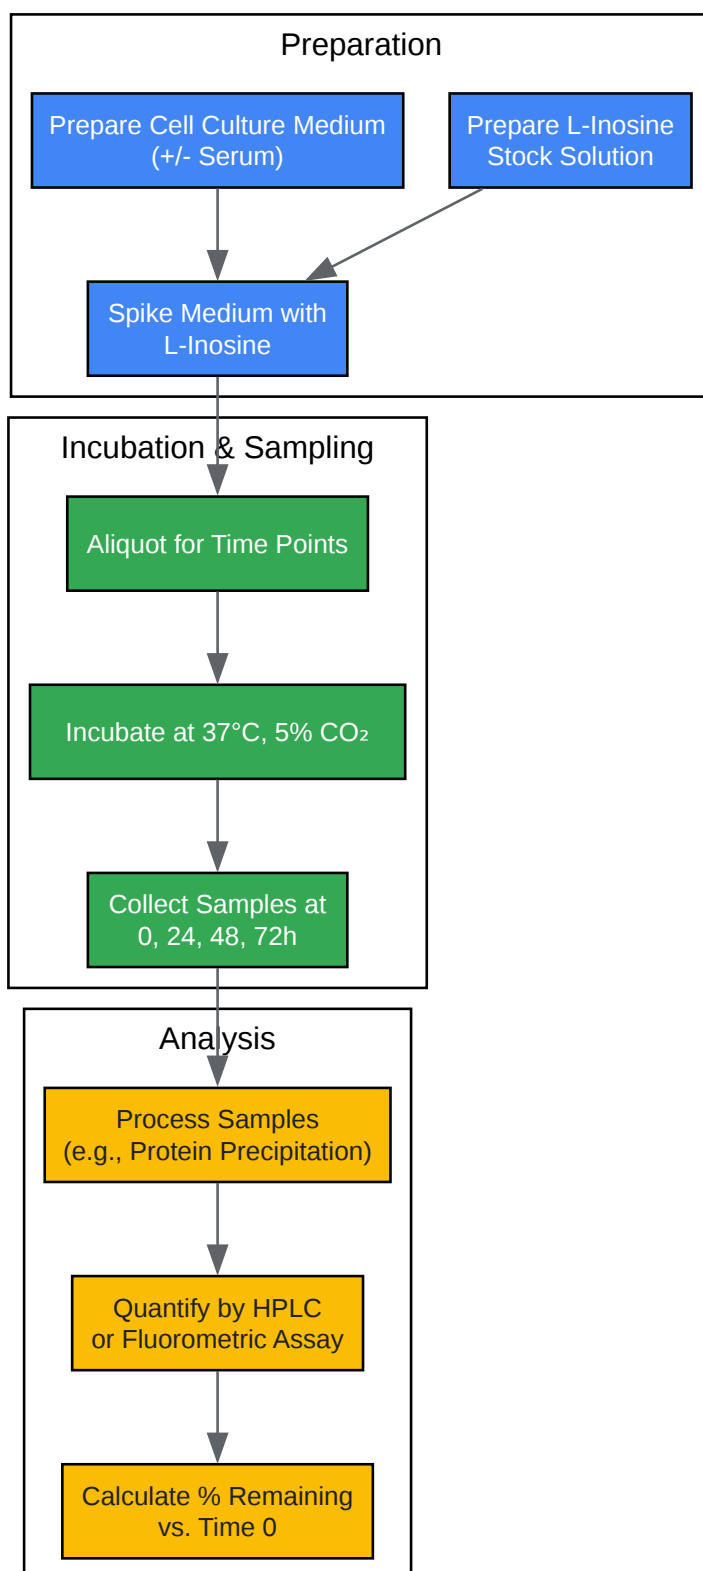 Preparation
Prepare Cell Culture Medium
(+/- Serum)
Prepare L-Inosine
Stock Solution
Spike Medium with
L-Inosine
Incubation & Sampling
Aliquot for Time Points
Incubate at 37°C, 5% CO₂
Collect Samples at
0, 24, 48, 72h
Analysis
Process Samples
(e.g., Protein Precipitation)
Quantify by HPLC
or Fluorometric Assay
Calculate % Remaining
vs. Time 0